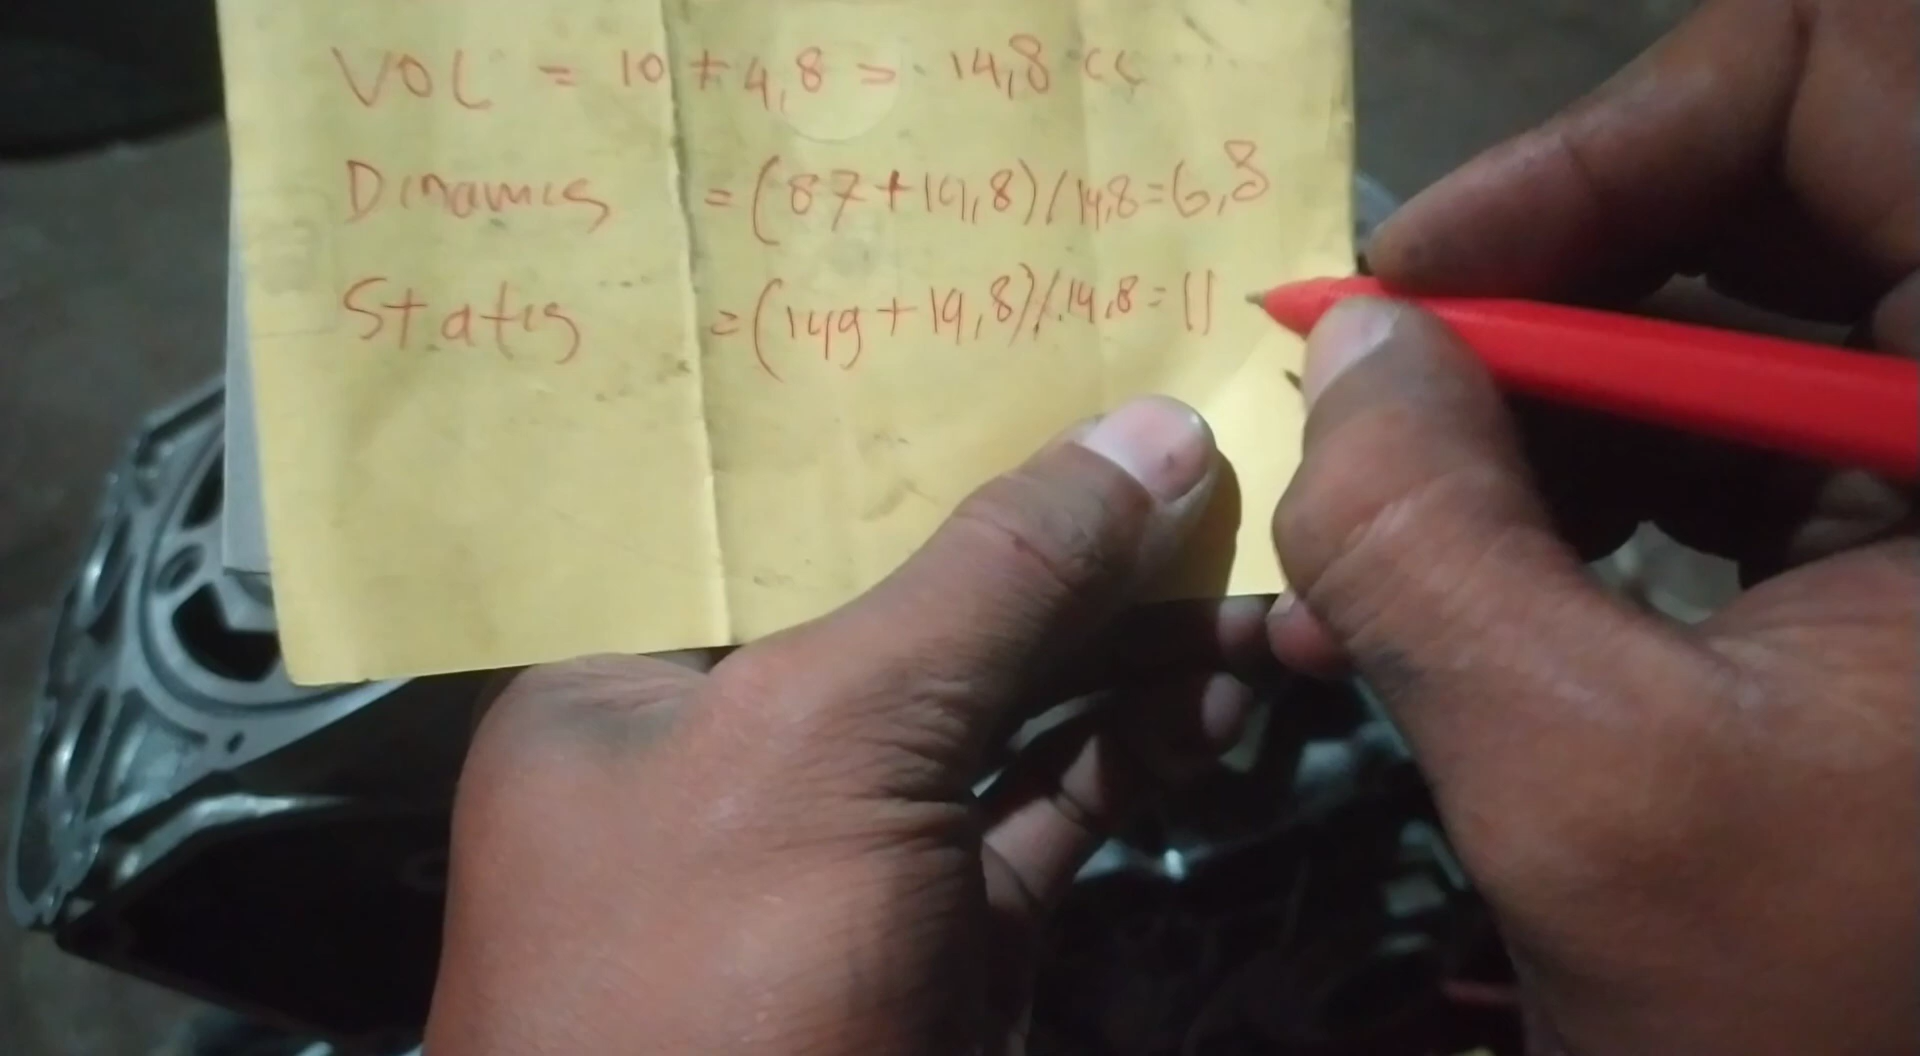 VOL = 10 + 4,8 = 14,8 cc
Dinamis = (87+14,8)/14,8=6,8
Statis = (149+14,8)/14,8=11